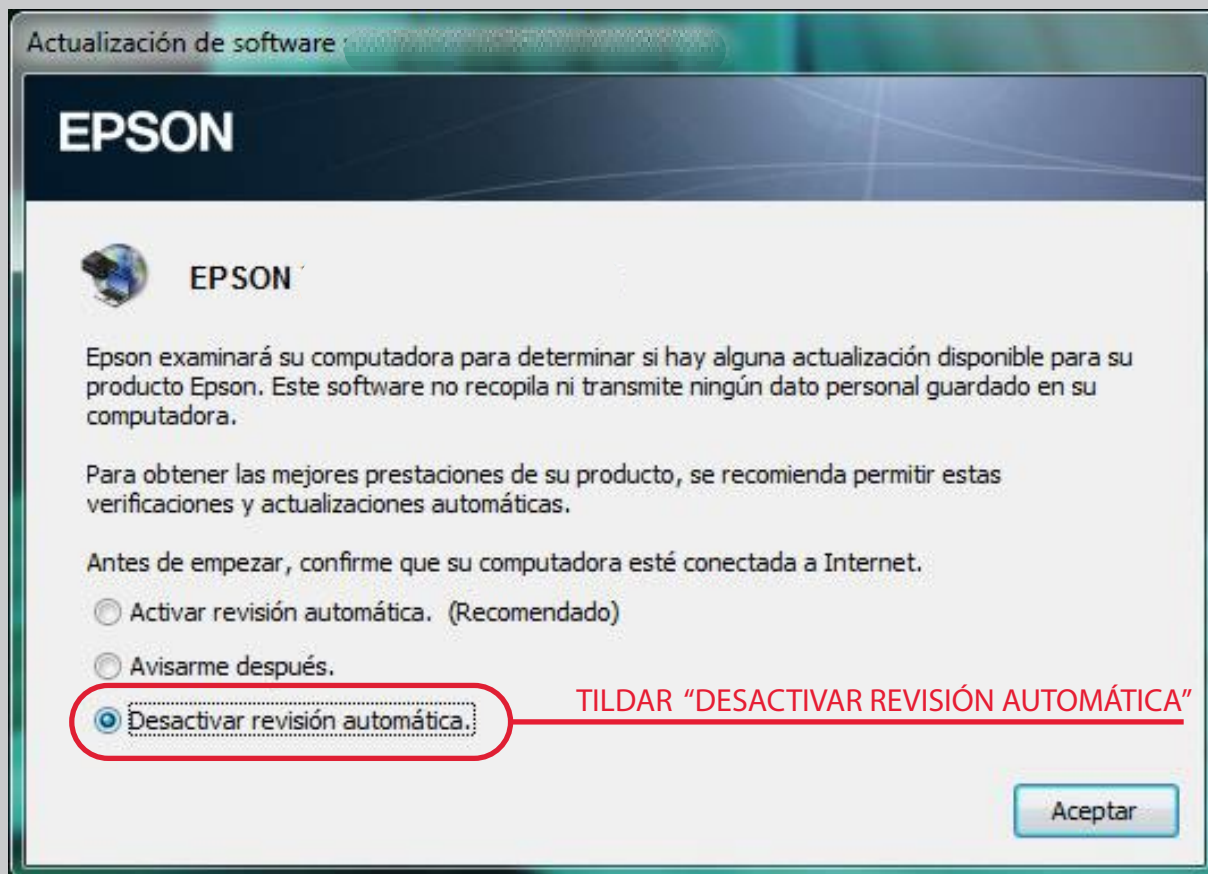 Actualización de software
EPSON
EPSON
Epson examinará su computadora para determinar si hay alguna actualización disponible para su
producto Epson. Este software no recopila ni transmite ningún dato personal guardado en su
computadora.
Para obtener las mejores prestaciones de su producto, se recomienda permitir estas
verificaciones y actualizaciones automáticas.
Antes de empezar, confirme que su computadora esté conectada a Internet.
Activar revisión automática. (Recomendado)
Avisarme después.
Desactivar revisión automática.
TILDAR “DESACTIVAR REVISIÓN AUTOMÁTICA”
Aceptar